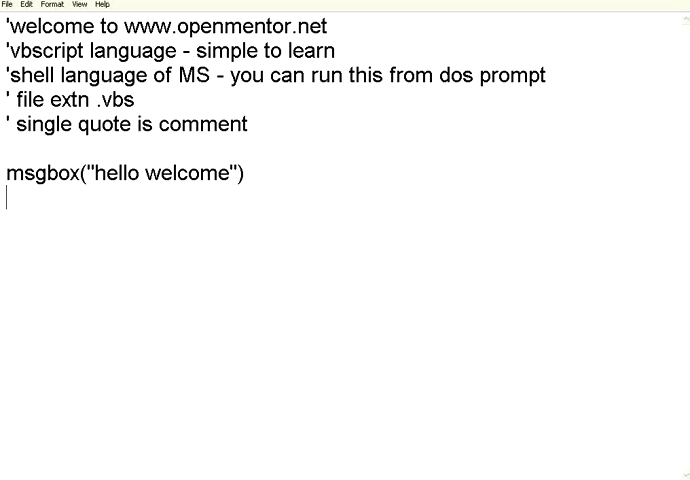 File Edit Format View Help
'welcome to www.openmentor.net
'vbscript language - simple to learn
'shell language of MS - you can run this from dos prompt
' file extn .vbs
' single quote is comment
msgbox("hello welcome")